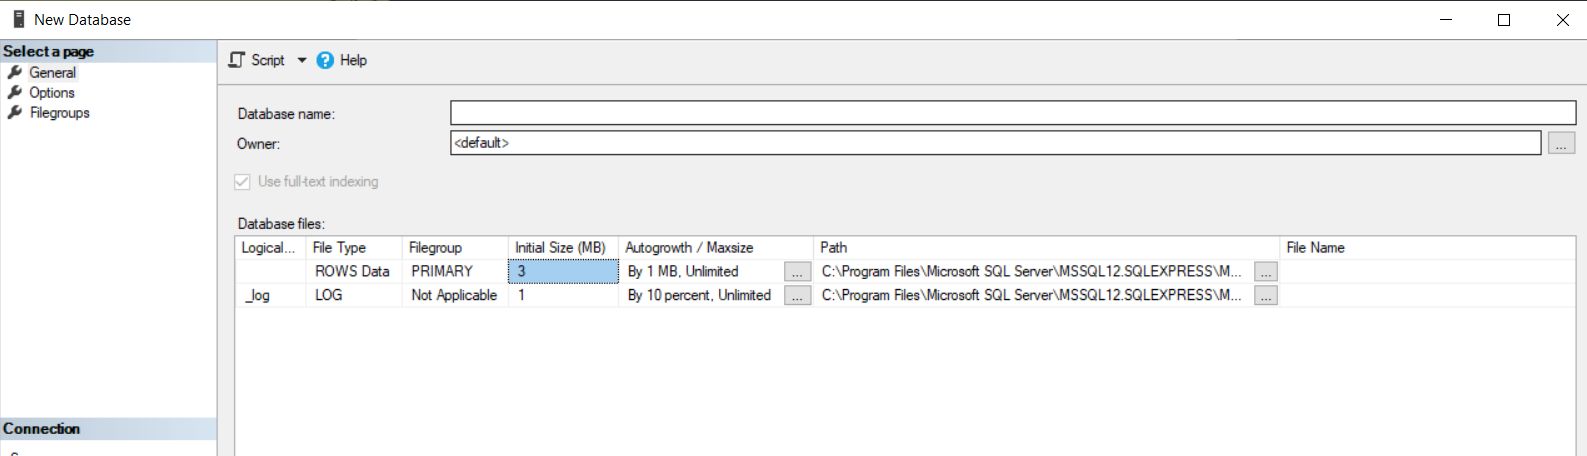 New Database
Select a page
General
Options
Filegroups
Script Help
Database name:
Owner: <default> ...
Use full-text indexing
Database files:
Logical... File Type Filegroup Initial Size (MB) Autogrowth / Maxsize Path File Name
ROWS Data PRIMARY 3 By 1 MB, Unlimited ... C:\Program Files\Microsoft SQL Server\MSSQL12.SQLEXPRESS\M... ...
_log LOG Not Applicable 1 By 10 percent, Unlimited ... C:\Program Files\Microsoft SQL Server\MSSQL12.SQLEXPRESS\M... ...
Connection